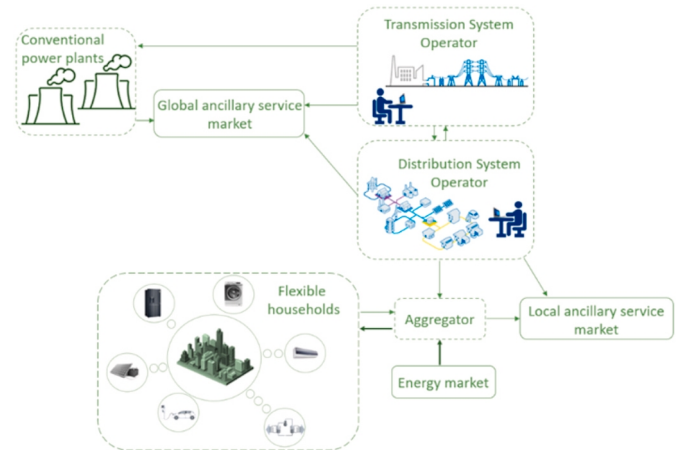 Conventional
power plants
Transmission System
Operator
Global ancillary service
market
Distribution System
Operator
Flexible
households
Aggregator
Local ancillary service
market
Energy market